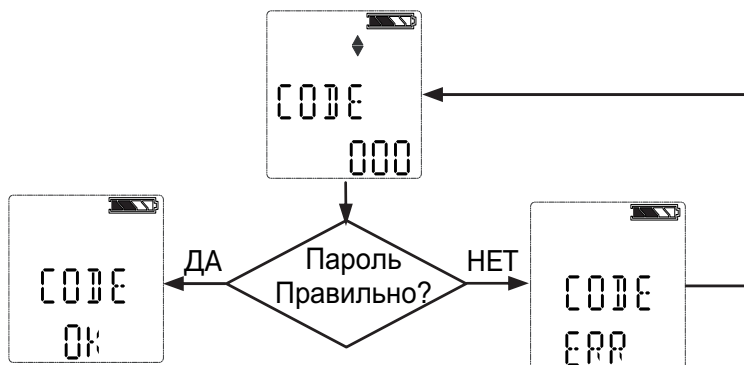 CODE
000
ДА
Пароль
Правильно?
НЕТ
CODE
OK
CODE
ERR